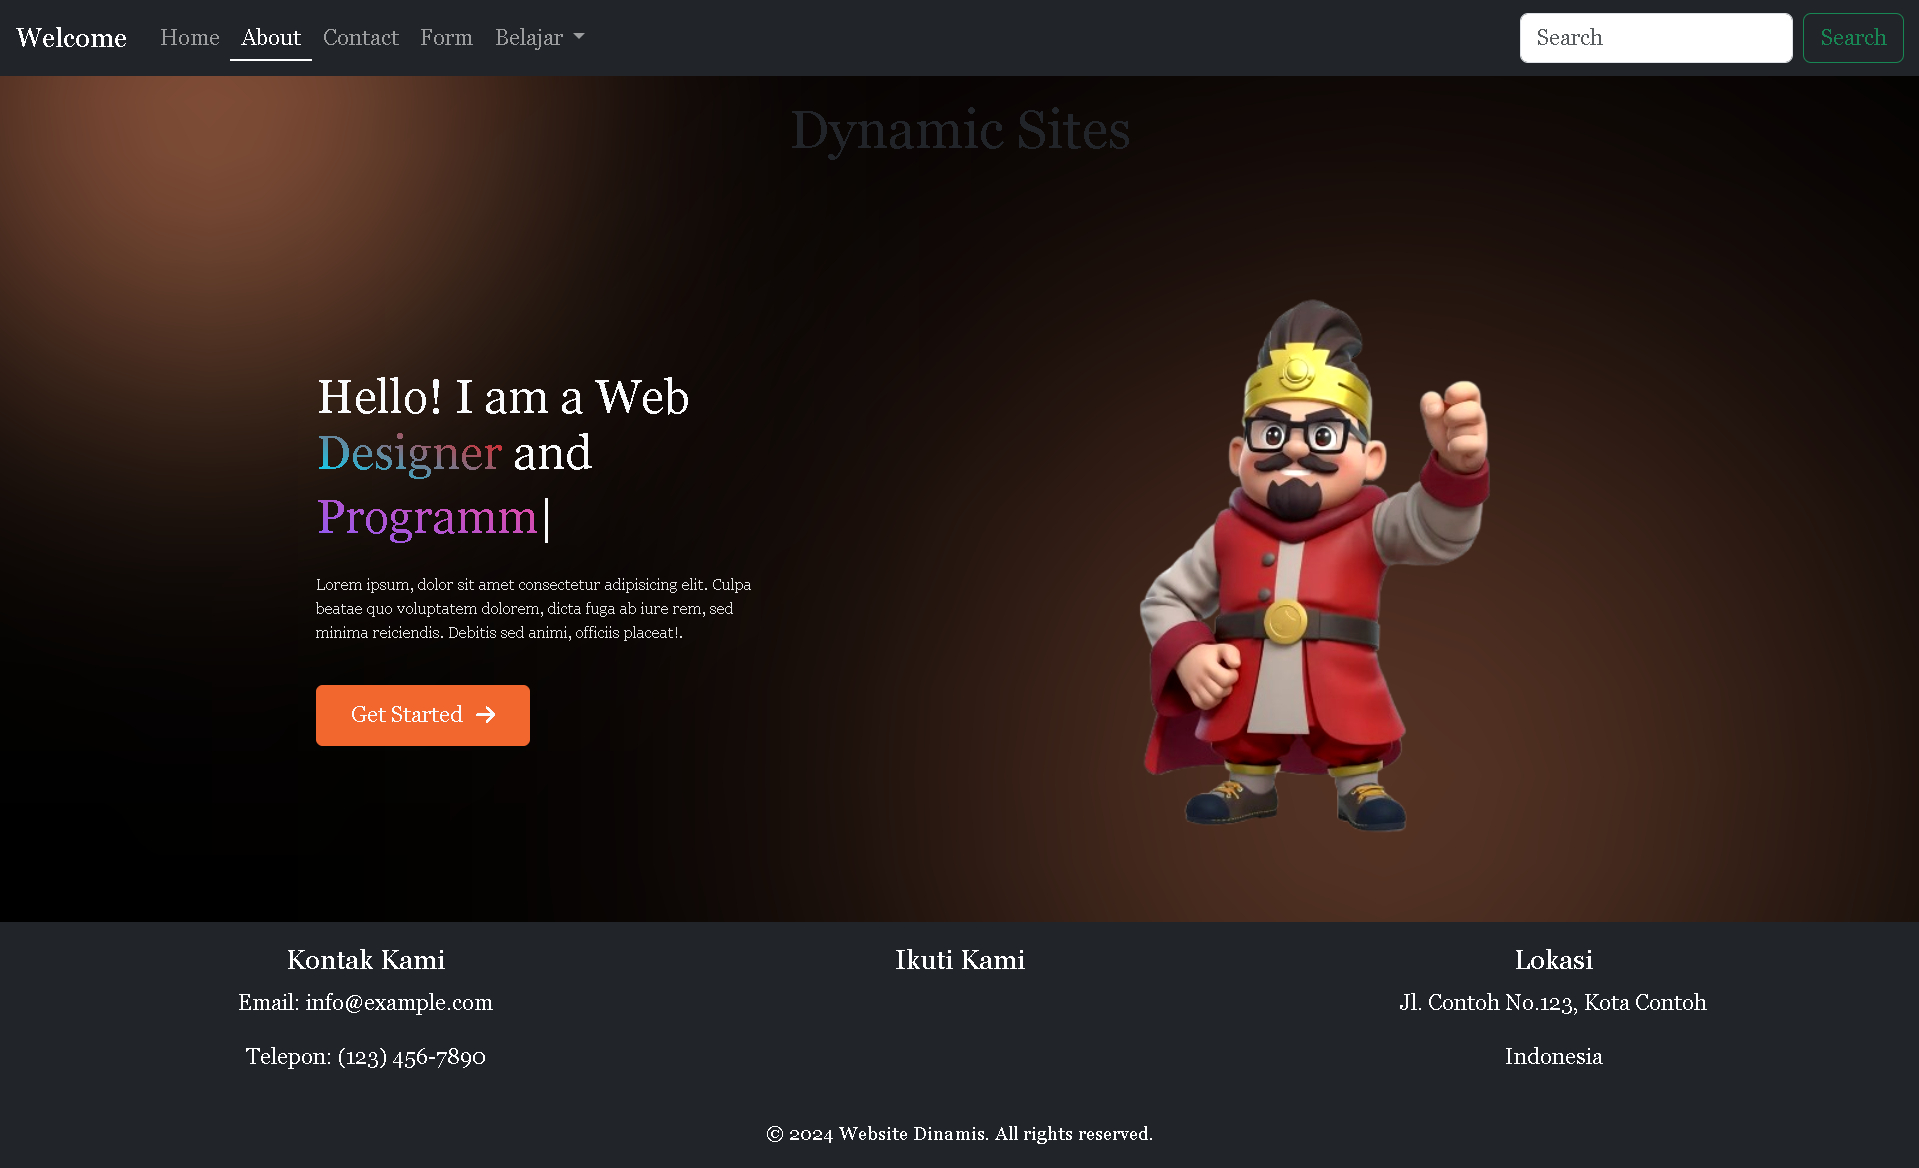 Welcome Home About Contact Form Belajar Search Search
Dynamic Sites
Hello! I am a Web
Designer and
Programm|
Lorem ipsum, dolor sit amet consectetur adipisicing elit. Culpa
beatae quo voluptatem dolorem, dicta fuga ab iure rem, sed
minima reiciendis. Debitis sed animi, officiis placeat!.
Get Started →
Kontak Kami
Email: info@example.com
Telepon: (123) 456-7890
Ikuti Kami
Lokasi
Jl. Contoh No.123, Kota Contoh
Indonesia
© 2024 Website Dinamis. All rights reserved.